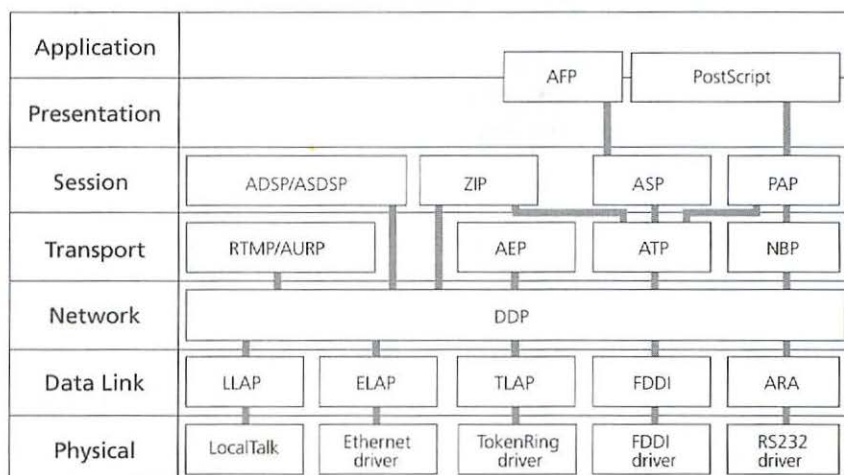 Application
AFP
PostScript
Presentation
Session
ADSP/ASDSP
ZIP
ASP
PAP
Transport
RTMP/AURP
AEP
ATP
NBP
Network
DDP
Data Link
LLAP
ELAP
TLAP
FDDI
ARA
Physical
LocalTalk
Ethernet
driver
TokenRing
driver
FDDI
driver
RS232
driver